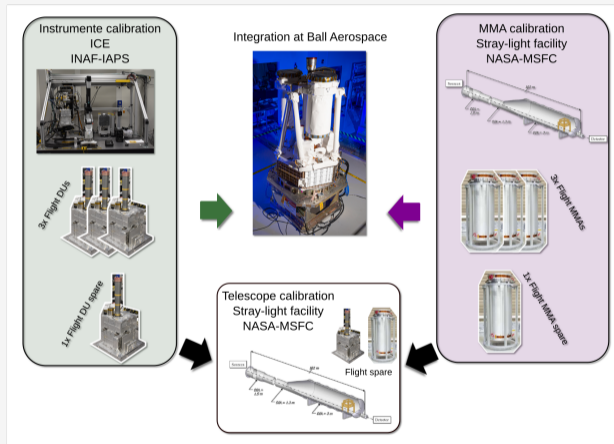 Instrumente calibration
ICE
INAF-IAPS
3x Flight DUs
1x Flight DU spare
Integration at Ball Aerospace
MMA calibration
Stray-light facility
NASA-MSFC
3x Flight MMAS
1x Flight MMA spare
Telescope calibration
Stray-light facility
NASA-MSFC
Flight spare